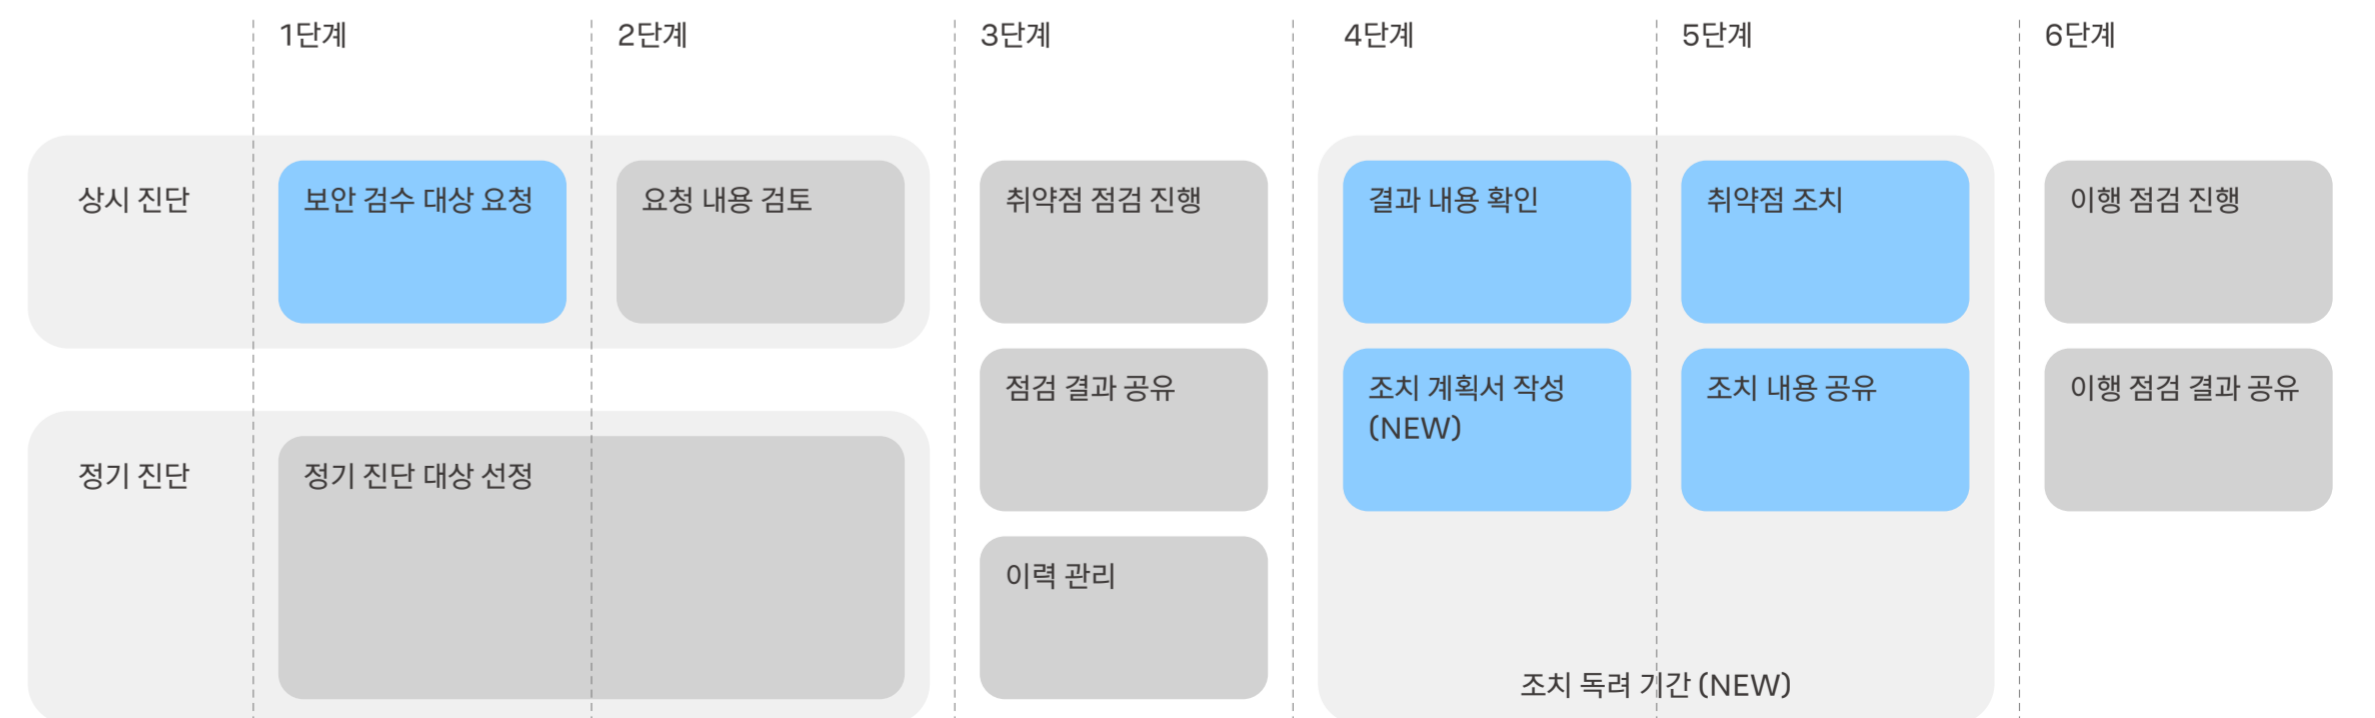 1단계
2단계
3단계
4단계
5단계
6단계
상시 진단
보안 검수 대상 요청
요청 내용 검토
취약점 점검 진행
결과 내용 확인
취약점 조치
이행 점검 진행
점검 결과 공유
조치 계획서 작성
(NEW)
조치 내용 공유
이행 점검 결과 공유
정기 진단
정기 진단 대상 선정
이력 관리
조치 독려 기간 (NEW)